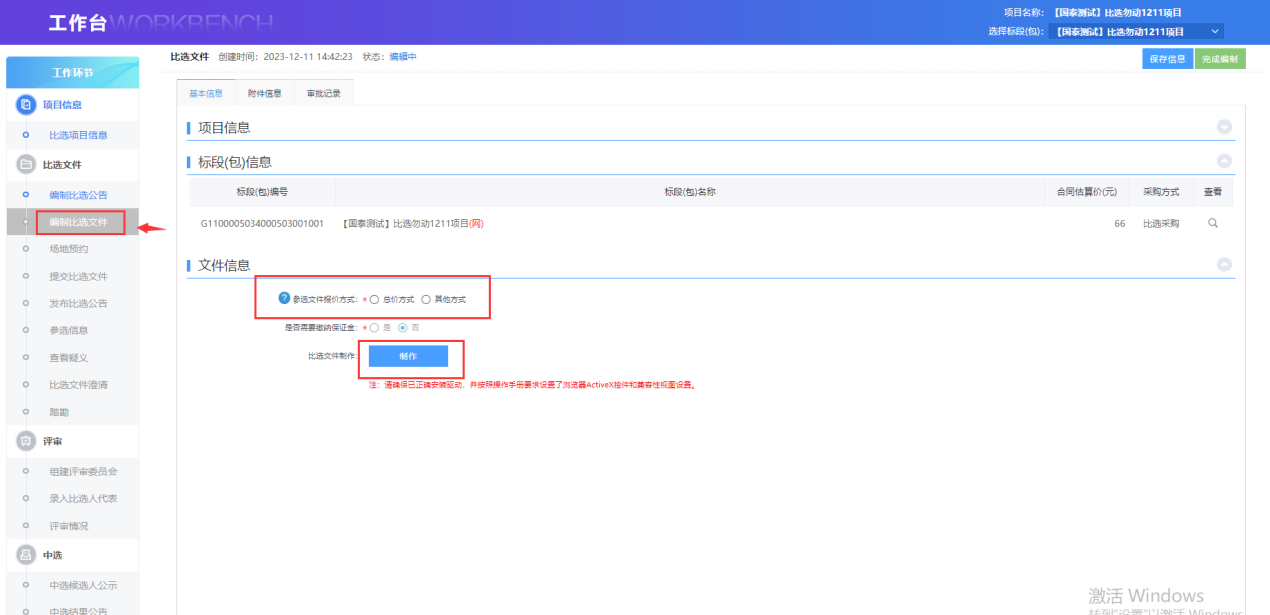 工作台WORKBENCH
项目名称: 【国泰测试】比选勿动1211项目
选择标段(包): 【国泰测试】比选勿动1211项目
比选文件 创建时间: 2023-12-11 14:42:23 状态: 编辑中
保存信息 完成编制
工作环节
项目信息
比选项目信息
比选文件
编制比选公告
编制比选文件
场地预约
提交比选文件
发布比选公告
参选信息
查看疑义
比选文件澄清
踏勘
评审
组建评审委员会
录入比选人代表
评审情况
中选
中选候选人公示
中选结果公告
基本信息 附件信息 审批记录
项目信息
标段(包)信息
标段(包)编号 标段(包)名称 合同估算价(元) 采购方式 查看
G1100005034000503001001 【国泰测试】比选勿动1211项目(网) 66 比选采购
文件信息
? 参选文件报价方式: * 总价方式 其他方式
是否需要缴纳保证金: * 是 否
比选文件制作: 制作
注: 请确保已正确安装驱动, 并按照操作手册要求设置了浏览器ActiveX控件和兼容性视图设置。
激活 Windows
转到"设置"以激活 Windows